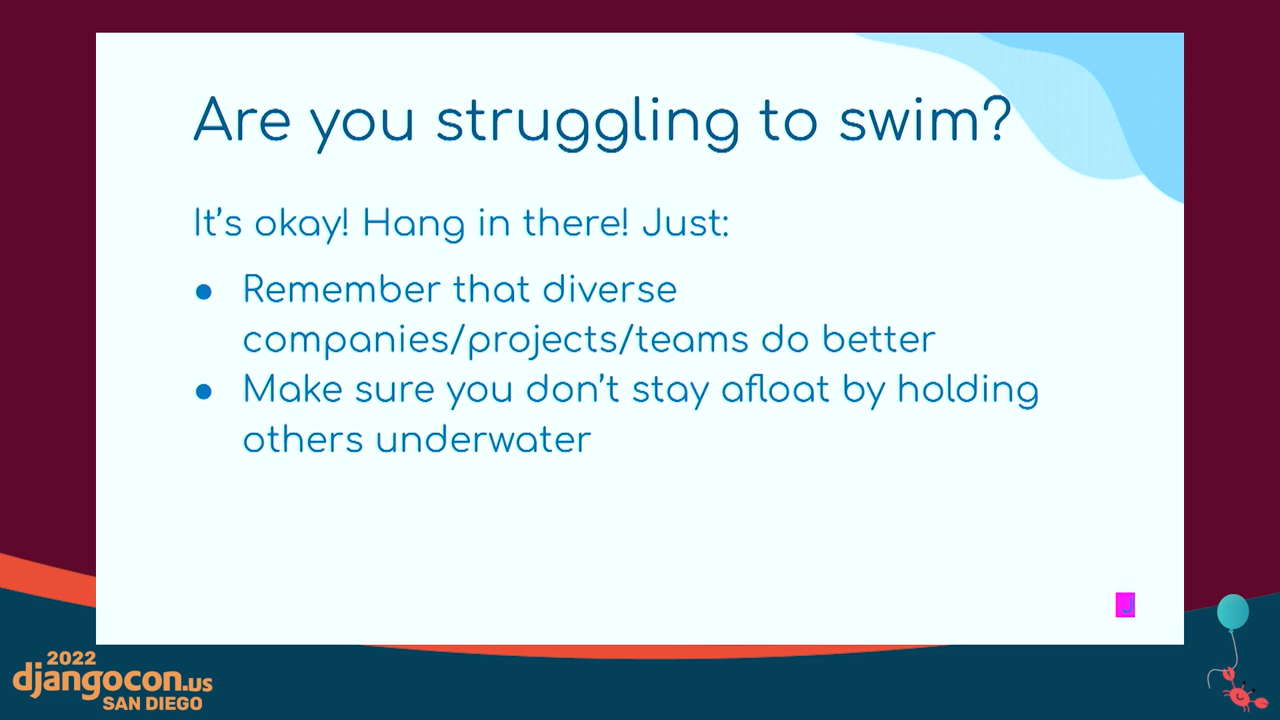 Are you struggling to swim?
It's okay! Hang in there! Just:
● Remember that diverse
companies/projects/teams do better
● Make sure you don't stay afloat by holding
others underwater
J
2022
djangocon.us
SAN DIEGO